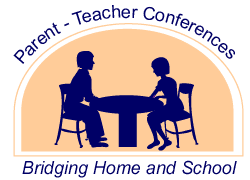 Parent - Teacher Conferences
Bridging Home and School